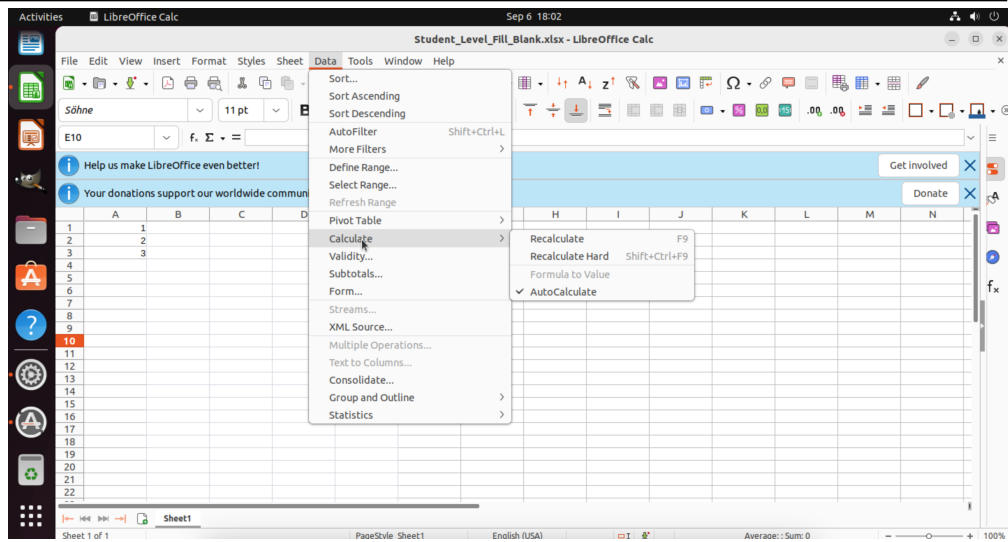 Activities LibreOffice Calc Sep 6 18:02
Student_Level_Fill_Blank.xlsx - LibreOffice Calc
File Edit View Insert Format Styles Sheet Data Tools Window Help
Söhne 11 pt B
E10 fx Σ =
Help us make LibreOffice even better! Get involved
Your donations support our worldwide communi Donate
A B C D H I J K L M N
1 1
2 2
3 3
4
5
6
7
8
9
10
11
12
13
14
15
16
17
18
19
20
21
22
Sort...
Sort Ascending
Sort Descending
AutoFilter Shift+Ctrl+L
More Filters
Define Range...
Select Range...
Refresh Range
Pivot Table
Calculate
Validity...
Subtotals...
Form...
Streams...
XML Source...
Multiple Operations...
Text to Columns...
Consolidate...
Group and Outline
Statistics
Recalculate F9
Recalculate Hard Shift+Ctrl+F9
Formula to Value
AutoCalculate
Sheet1
Sheet 1 of 1 PageStyle_Sheet1 English (USA) Average: ; Sum: 0 100%